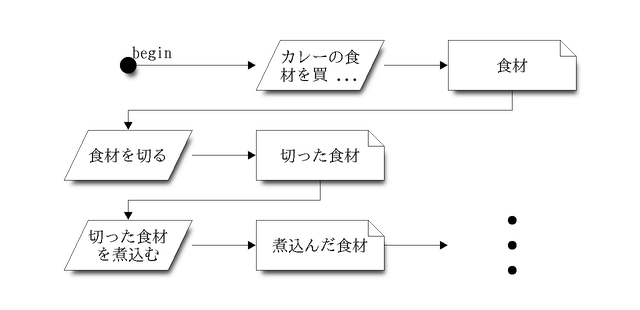 begin
カレーの食
材を買 ...
食材
食材を切る
切った食材
切った食材
を煮込む
煮込んだ食材